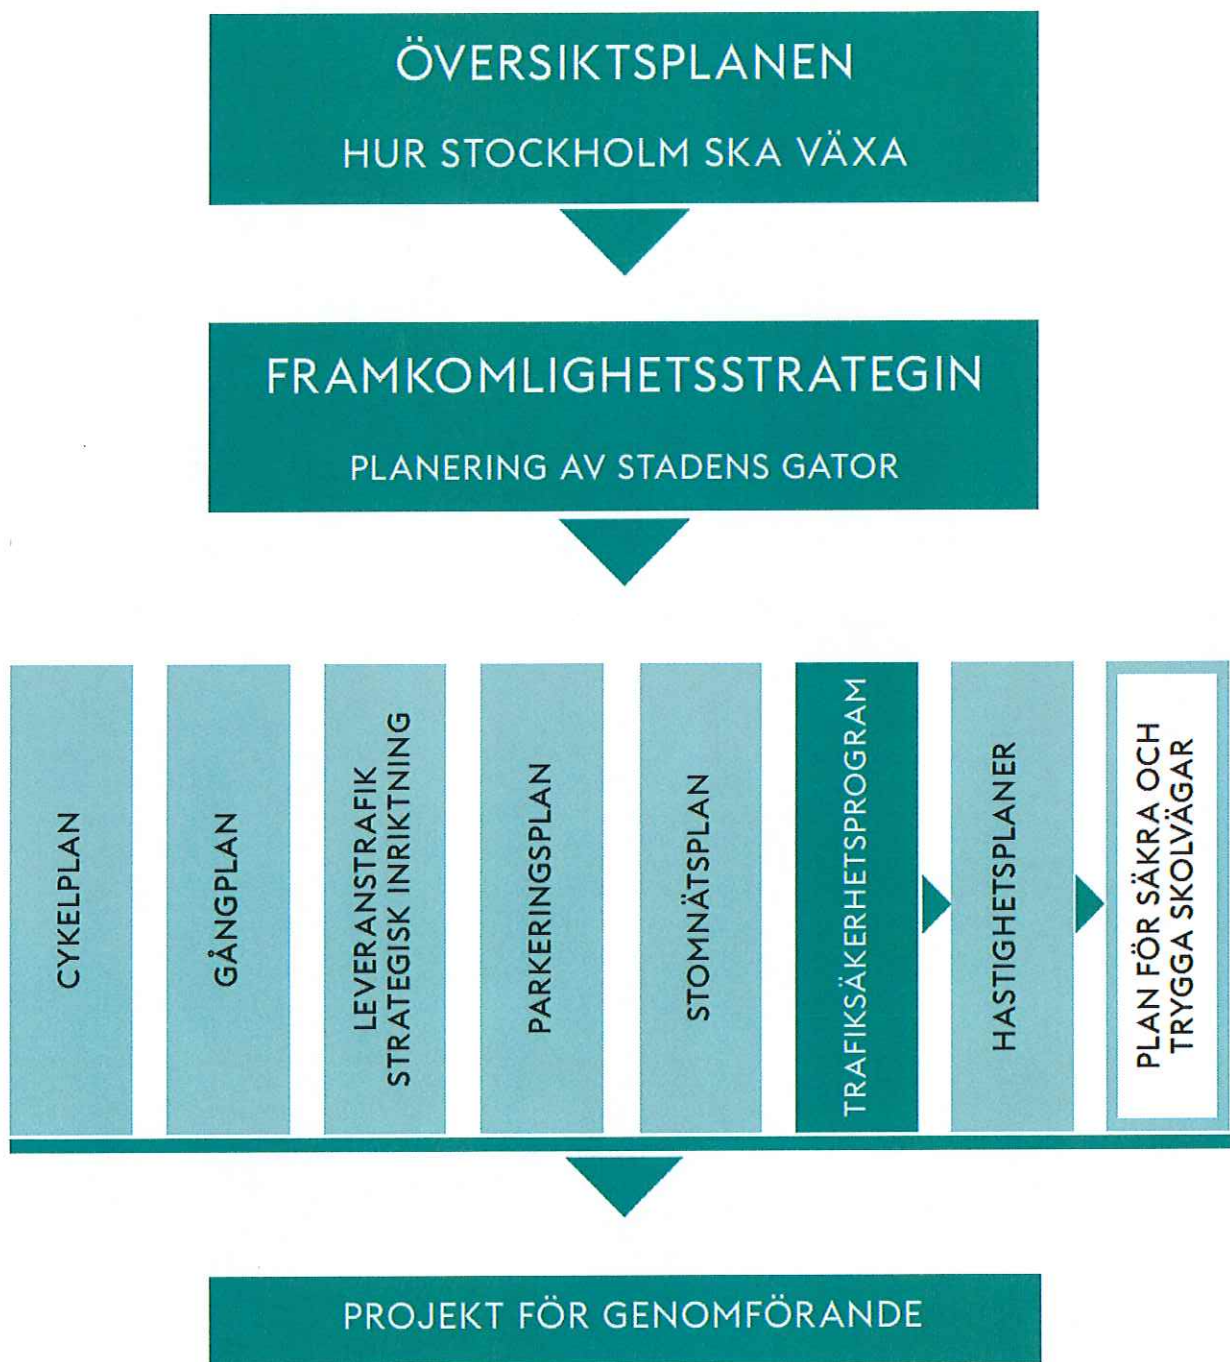 ÖVERSIKTSPLANEN
HUR STOCKHOLM SKA VÄXA
FRAMKOMLIGHETSSTRATEGIN
PLANERING AV STADENS GATOR
CYKELPLAN
GÅNGPLAN
LEVERANSTRAFIK
STRATEGISK INRIKTNING
PARKERINGSPLAN
STOMNÄTSPLAN
TRAFIKSÄKERHETSPROGRAM
HASTIGHETSPLANER
PLAN FÖR SÄKRA OCH
TRYGGA SKOLVÄGAR
PROJEKT FÖR GENOMFÖRANDE